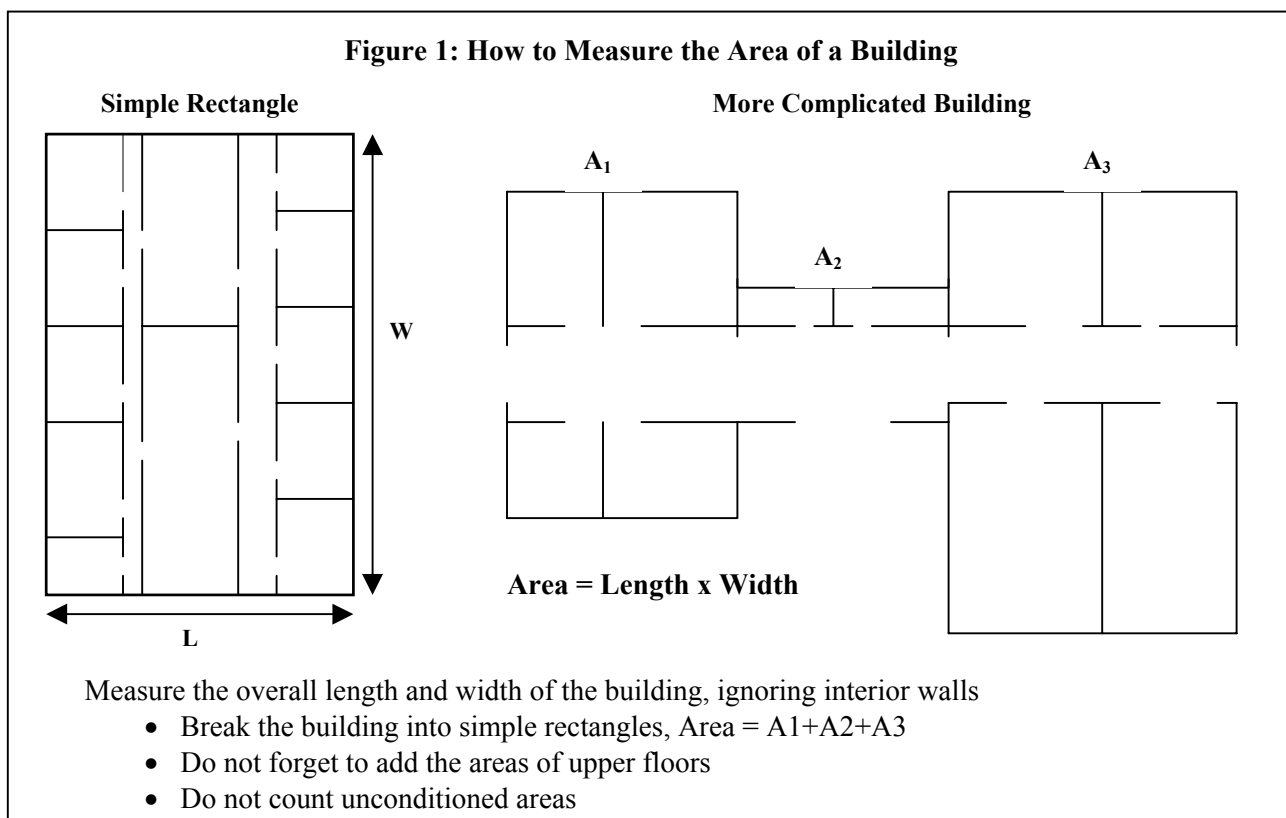 Figure 1: How to Measure the Area of a Building
Simple Rectangle
More Complicated Building
A₁
A₃
A₂
W
Area = Length x Width
L
Measure the overall length and width of the building, ignoring interior walls
• Break the building into simple rectangles, Area = A1+A2+A3
• Do not forget to add the areas of upper floors
• Do not count unconditioned areas